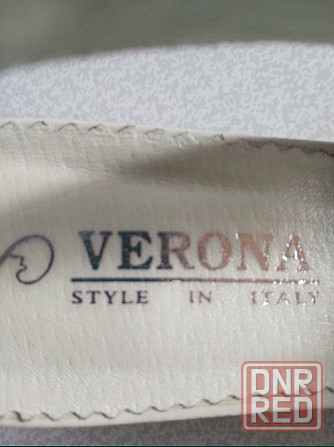 VERONA
STYLE IN ITALY
DNR
RED